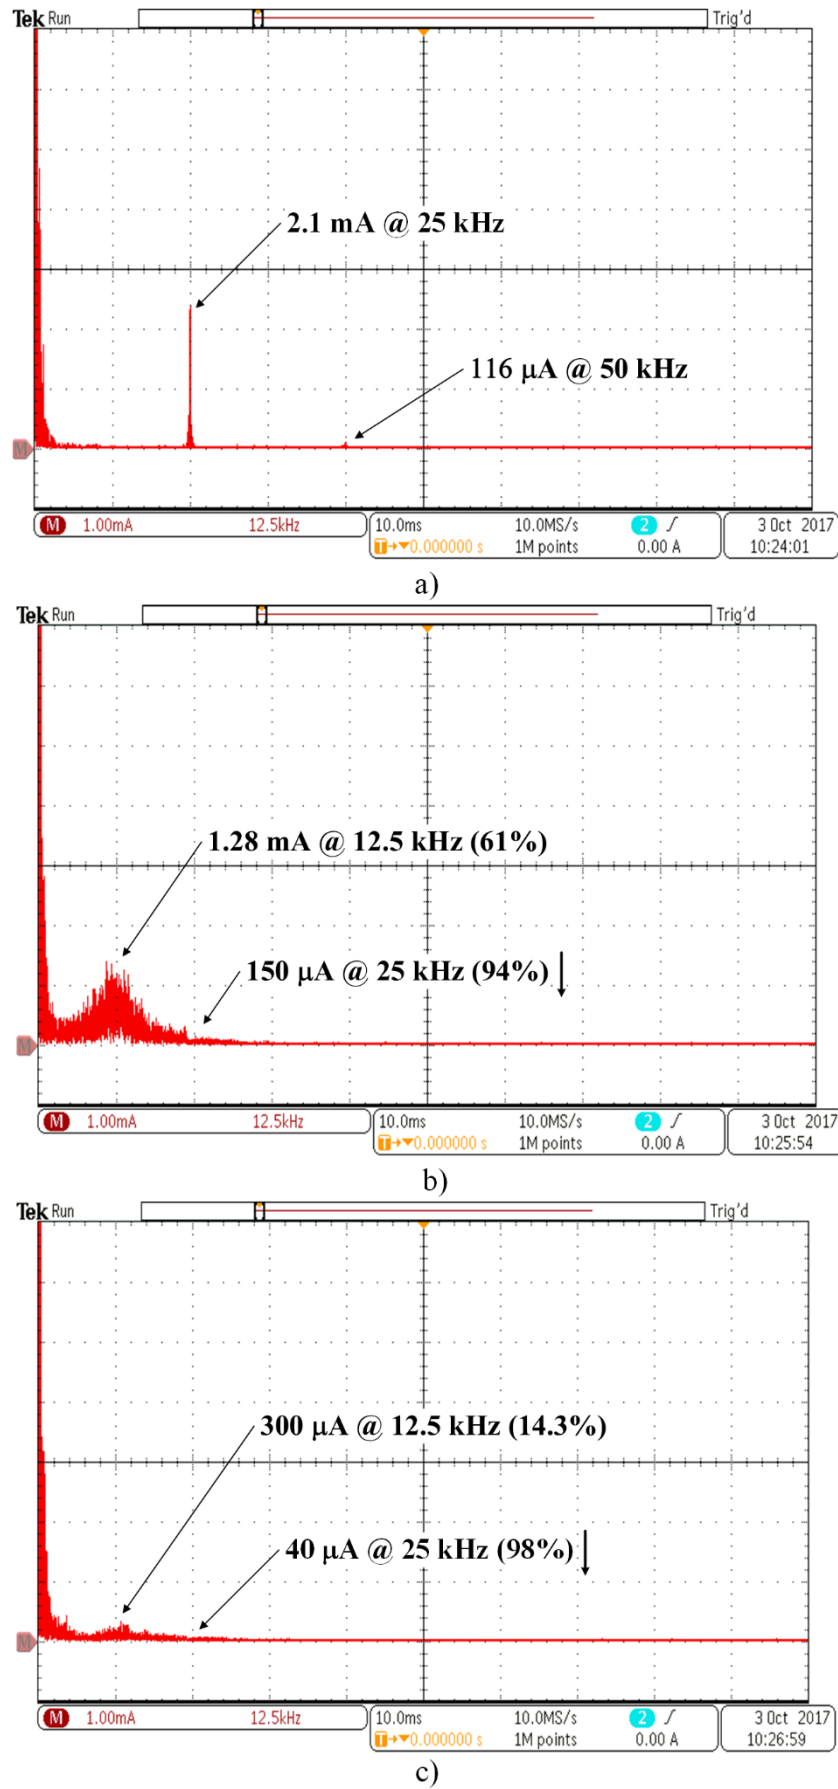 Tek Run Trig'd
2.1 mA @ 25 kHz
116 μA @ 50 kHz
M
M 1.00mA 12.5kHz 10.0ms 10.0MS/s 2 ∫ 3 Oct 2017
T→▼0.000000 s 1M points 0.00 A 10:24:01
a)
Tek Run Trig'd
1.28 mA @ 12.5 kHz (61%)
150 μA @ 25 kHz (94%)
M
M 1.00mA 12.5kHz 10.0ms 10.0MS/s 2 ∫ 3 Oct 2017
T→▼0.000000 s 1M points 0.00 A 10:25:54
b)
Tek Run Trig'd
300 μA @ 12.5 kHz (14.3%)
40 μA @ 25 kHz (98%)
M
M 1.00mA 12.5kHz 10.0ms 10.0MS/s 2 ∫ 3 Oct 2017
T→▼0.000000 s 1M points 0.00 A 10:26:59
c)